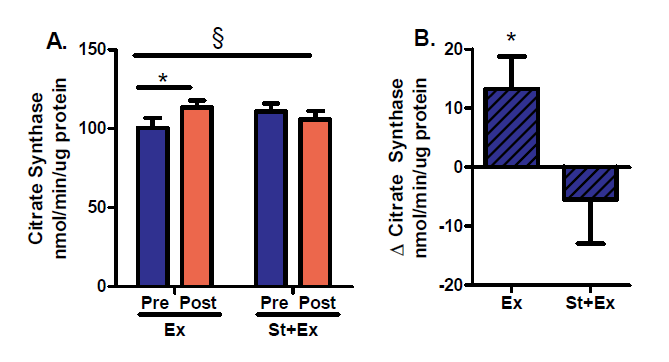 A.
Citrate Synthase
nmol/min/ug protein
150
100
50
0
§
*
Pre Post
Pre Post
Ex
St+Ex
B.
Δ Citrate Synthase
nmol/min/ug protein
20
10
0
-10
-20
*
Ex
St+Ex